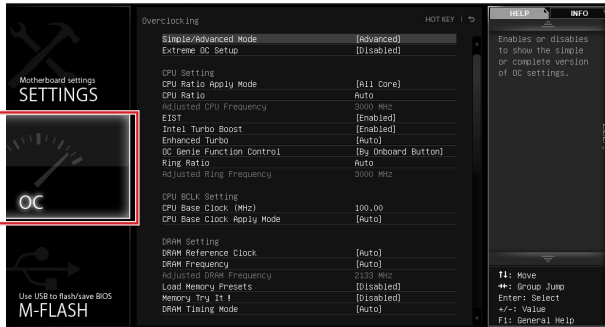 Overclocking
HOT KEY
HELP
INFO
Simple/Advanced Mode [Advanced]
Extreme OC Setup [Disabled]
CPU Setting
CPU Ratio Apply Mode [All Core]
CPU Ratio Auto
Adjusted CPU Frequency 3000 MHz
EIST [Enabled]
Intel Turbo Boost [Enabled]
Enhanced Turbo [Auto]
OC Genie Function Control [By Onboard Button]
Ring Ratio Auto
Adjusted Ring Frequency 3000 MHz
CPU BCLK Setting
CPU Base Clock (MHz) 100.00
CPU Base Clock Apply Mode [Auto]
DRAM Setting
DRAM Reference Clock [Auto]
DRAM Frequency [Auto]
Adjusted DRAM Frequency 2133 MHz
Load Memory Presets [Disabled]
Memory Try It ! [Disabled]
DRAM Timing Mode [Auto]
Motherboard settings
SETTINGS
OC
Use USB to flash/save BIOS
M-FLASH
Enables or disables
to show the simple
or complete version
of OC settings.
↑↓: Move
→←: Group Jump
Enter: Select
+/-: Value
F1: General Help